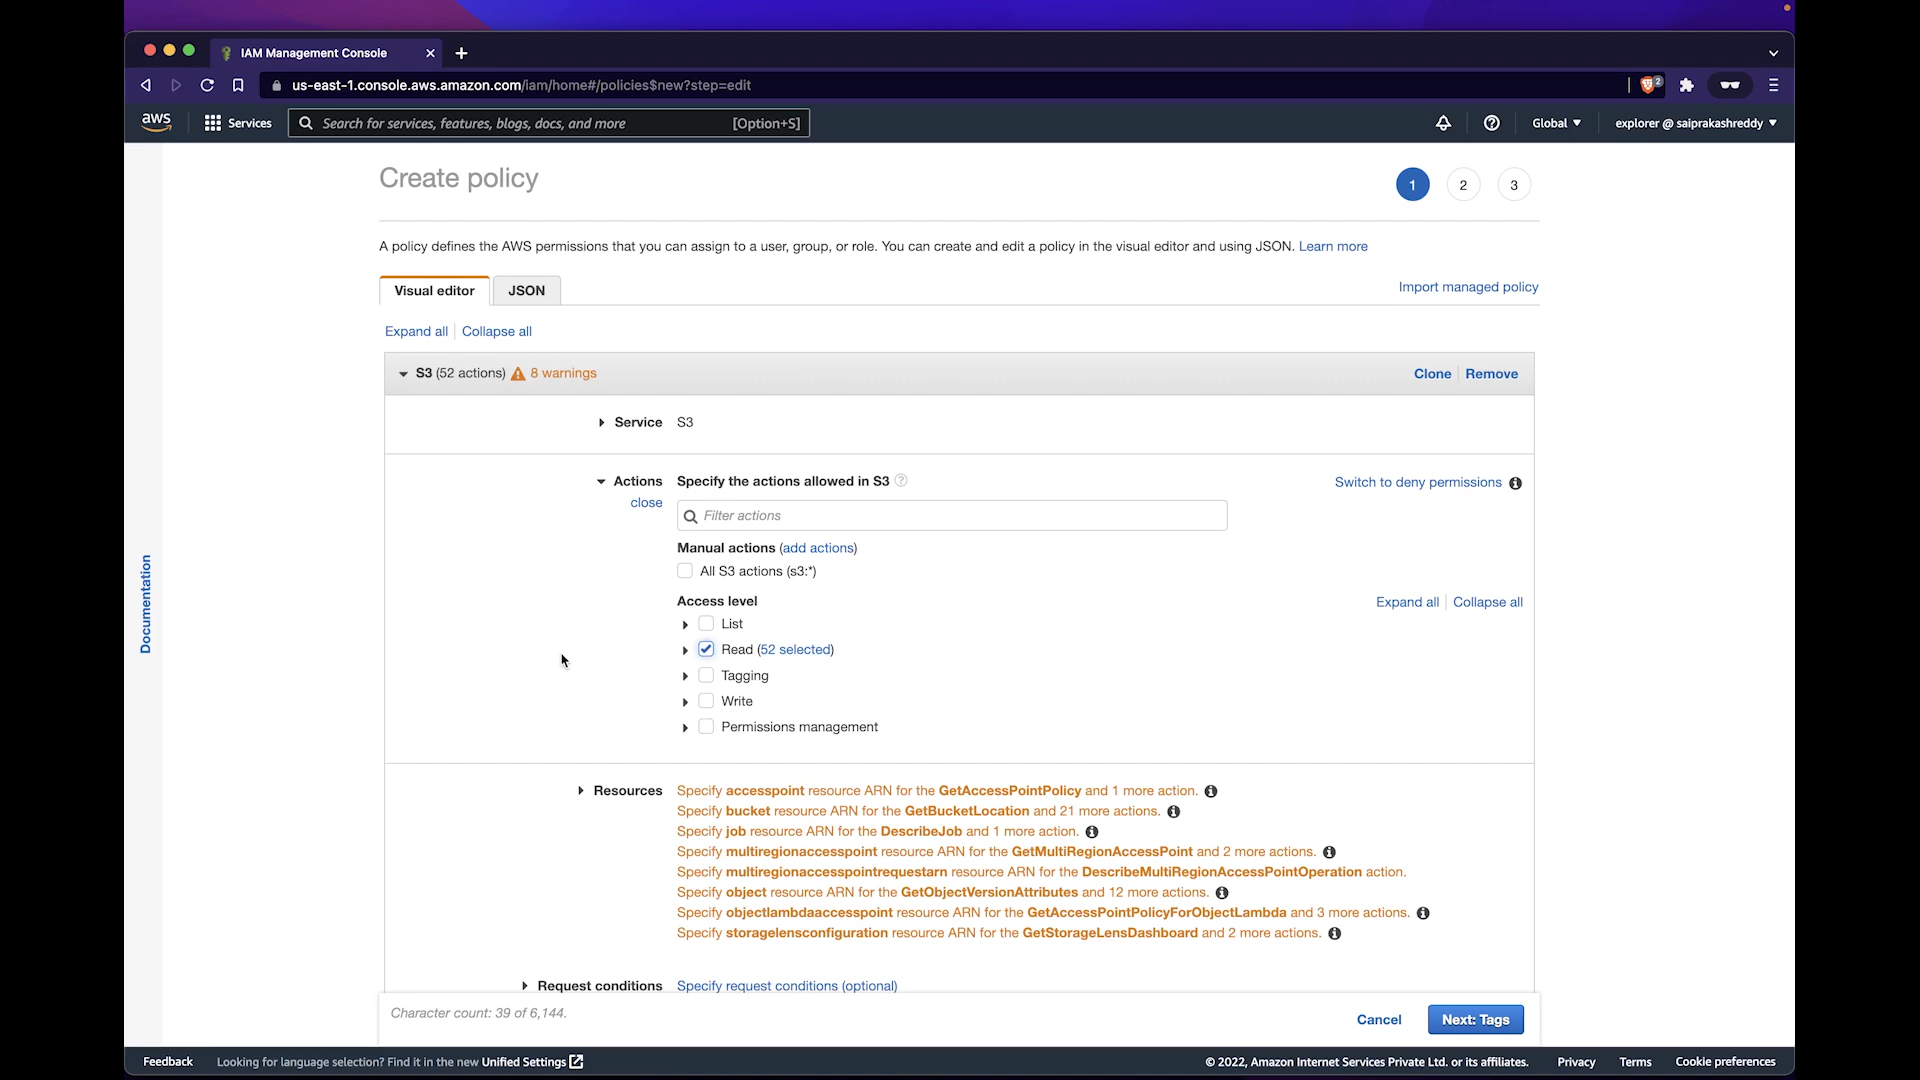 IAM Management Console
us-east-1.console.aws.amazon.com/iam/home#/policies$new?step=edit
2
aws
Services
Search for services, features, blogs, docs, and more [Option+S]
Global
explorer @ saiprakashreddy
Create policy
1 2 3
A policy defines the AWS permissions that you can assign to a user, group, or role. You can create and edit a policy in the visual editor and using JSON. Learn more
Visual editor
JSON
Import managed policy
Expand all Collapse all
S3 (52 actions) 8 warnings
Clone Remove
Service S3
Actions Specify the actions allowed in S3
Switch to deny permissions
close
Filter actions
Manual actions (add actions)
All S3 actions (s3:*)
Access level
Expand all Collapse all
List
Read (52 selected)
Tagging
Write
Permissions management
Documentation
Resources Specify accesspoint resource ARN for the GetAccessPointPolicy and 1 more action.
Specify bucket resource ARN for the GetBucketLocation and 21 more actions.
Specify job resource ARN for the DescribeJob and 1 more action.
Specify multiregionaccesspoint resource ARN for the GetMultiRegionAccessPoint and 2 more actions.
Specify multiregionaccesspointrequestarn resource ARN for the DescribeMultiRegionAccessPointOperation action.
Specify object resource ARN for the GetObjectVersionAttributes and 12 more actions.
Specify objectlambdaaccesspoint resource ARN for the GetAccessPointPolicyForObjectLambda and 3 more actions.
Specify storagelensconfiguration resource ARN for the GetStorageLensDashboard and 2 more actions.
Request conditions Specify request conditions (optional)
Character count: 39 of 6,144.
Cancel
Next: Tags
Feedback
Looking for language selection? Find it in the new Unified Settings
© 2022, Amazon Internet Services Private Ltd. or its affiliates.
Privacy
Terms
Cookie preferences